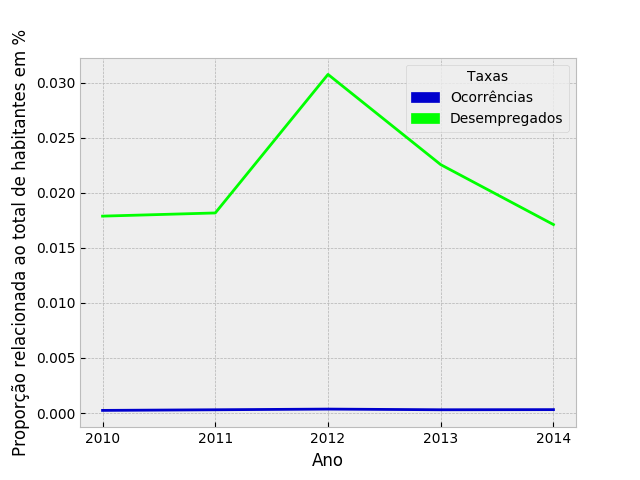 Proporção relacionada ao total de habitantes em %
0.030
0.025
0.020
0.015
0.010
0.005
0.000
Taxas
Ocorrências
Desempregados
2010 2011 2012 2013 2014
Ano